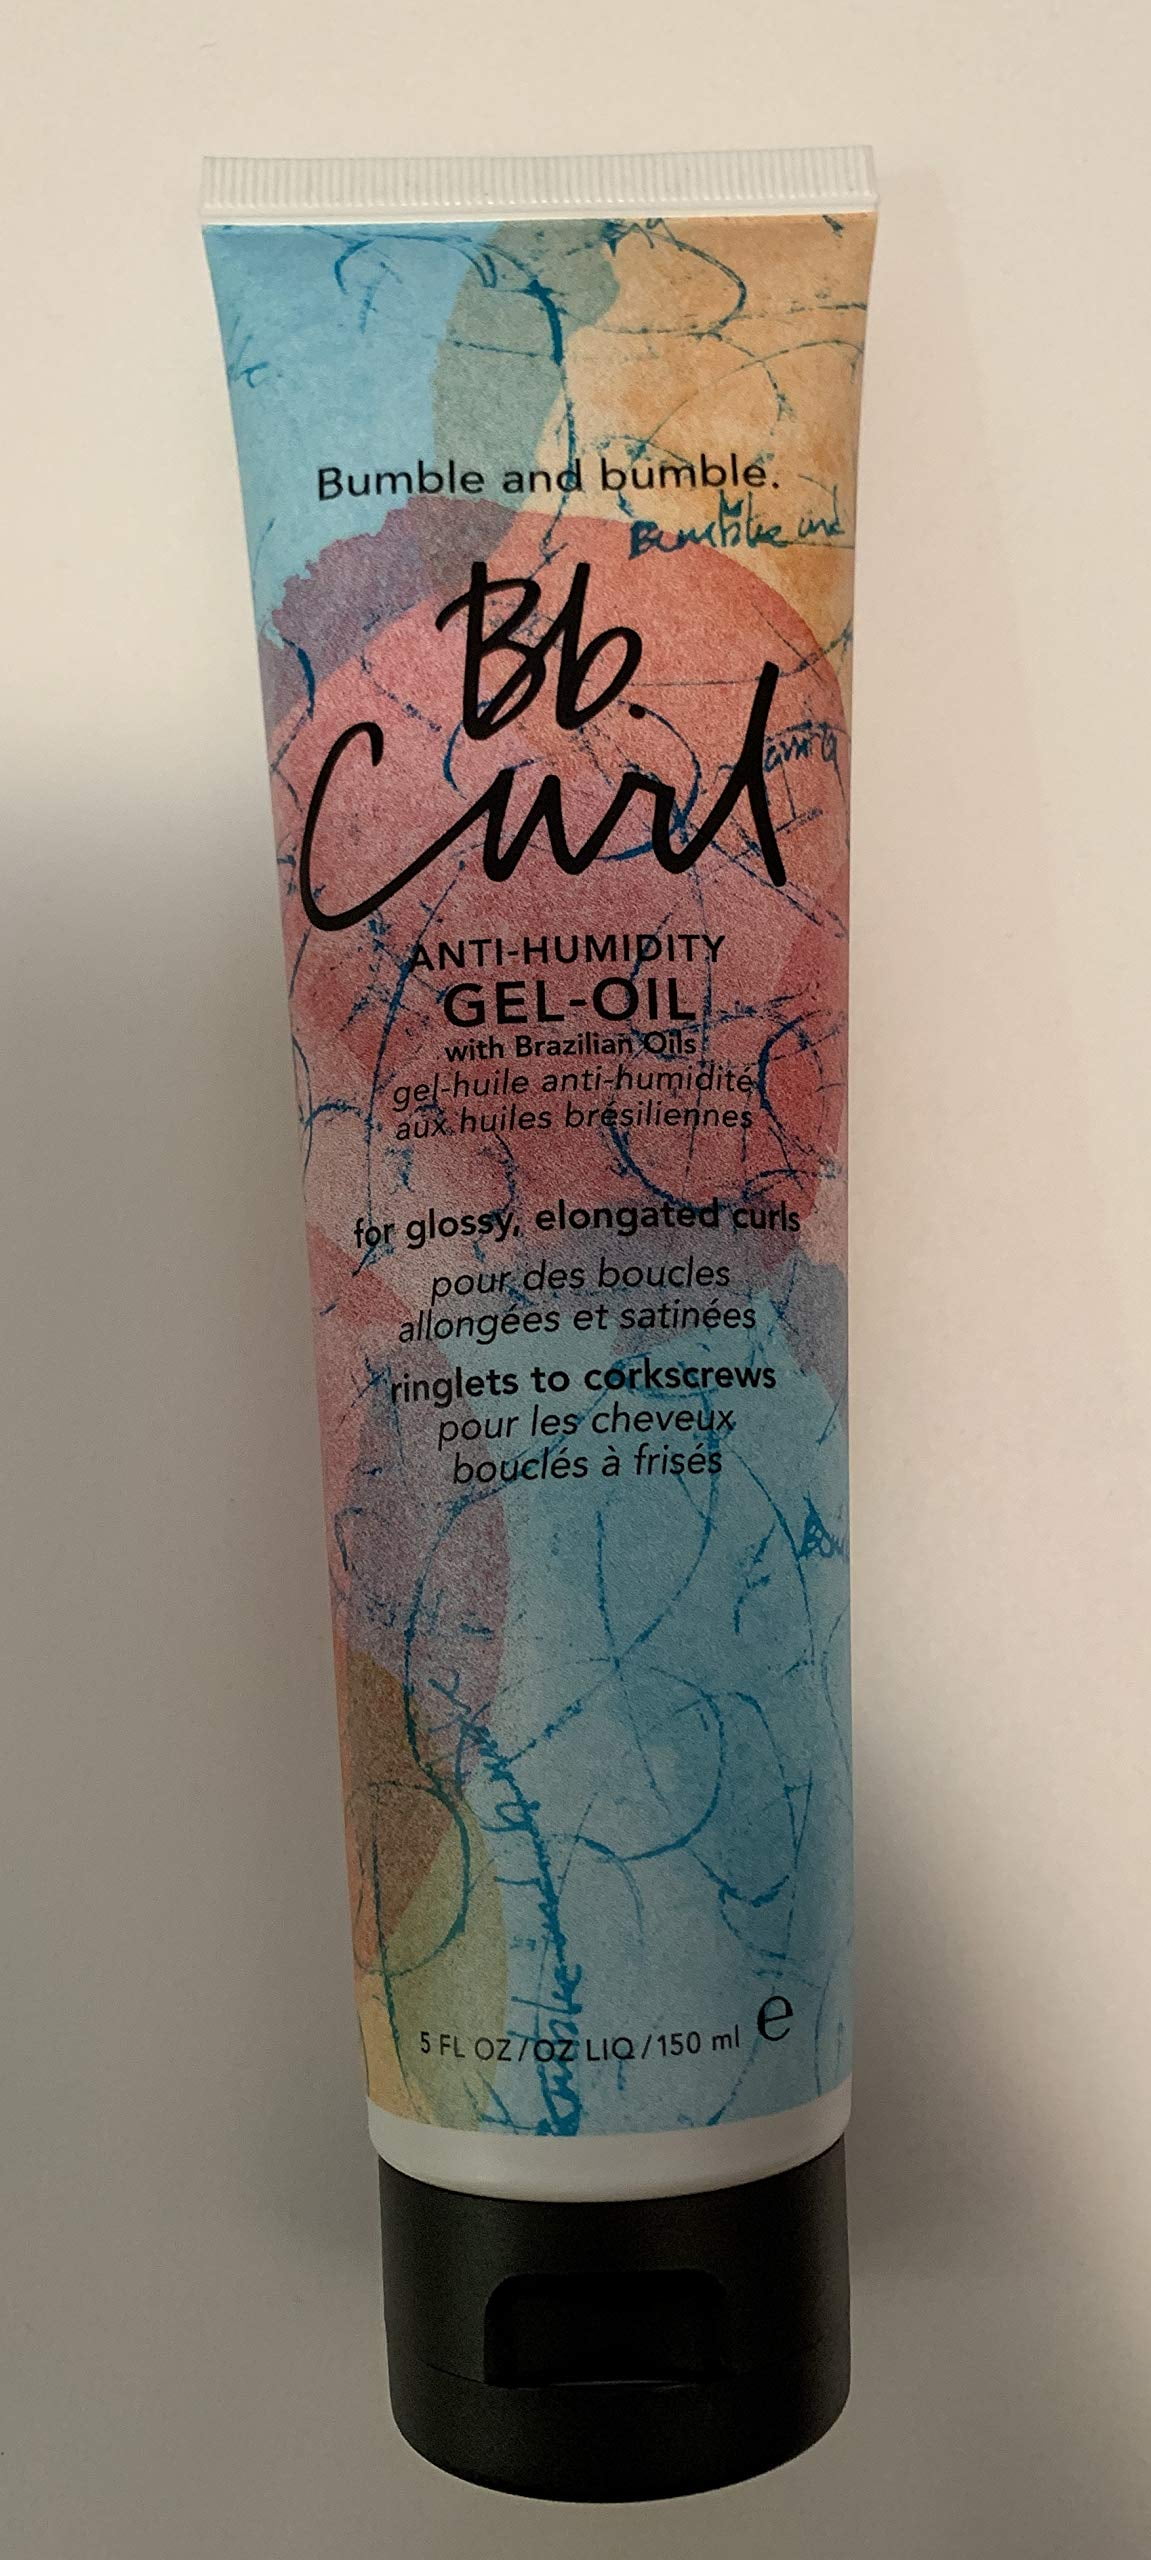 Bumble and bumble.
Bumble and
Bb.
Curl
ANTI-HUMIDITY
GEL-OIL
with Brazilian Oils
gel-huile anti-humidité
aux huiles brésiliennes
for glossy, elongated curls
pour des boucles
allongées et satinées
ringlets to corkscrews
pour les cheveux
bouclés à frisés
5 FL OZ/OZ LIQ/150 ml e